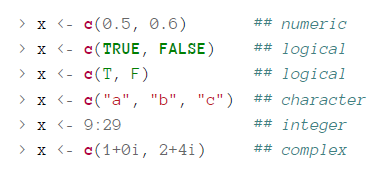 > x <- c(0.5, 0.6)       ## numeric
> x <- c(TRUE, FALSE)    ## logical
> x <- c(T, F)           ## logical
> x <- c("a", "b", "c")  ## character
> x <- 9:29              ## integer
> x <- c(1+0i, 2+4i)     ## complex